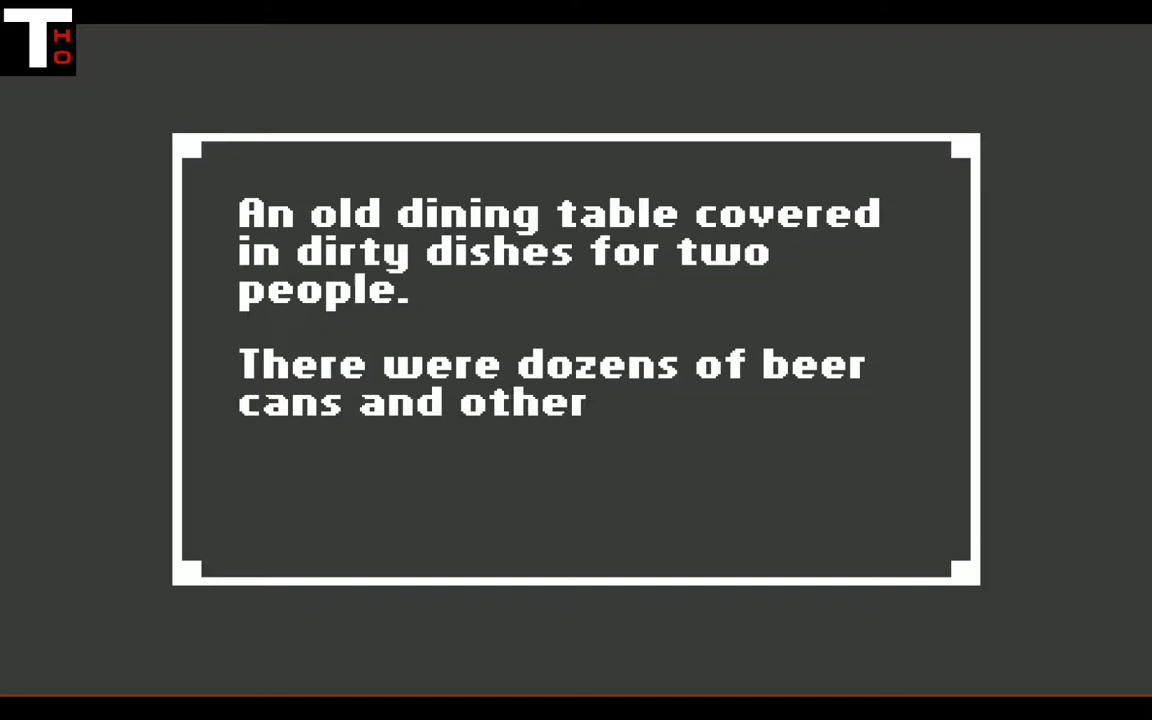 T
HO
An old dining table covered
in dirty dishes for two
people.
There were dozens of beer
cans and other